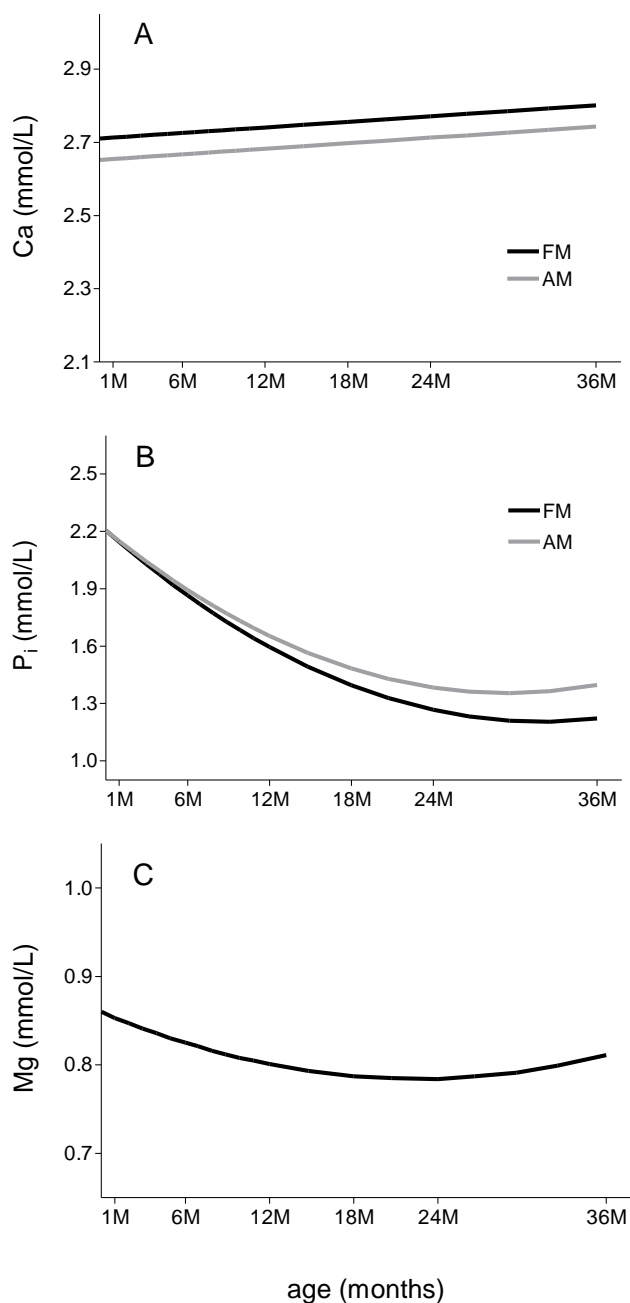 A
Ca (mmol/L)
2.9
2.7
2.5
2.3
2.1
FM
AM
1M 6M 12M 18M 24M 36M
B
Pi (mmol/L)
2.5
2.2
1.9
1.6
1.3
1.0
FM
AM
1M 6M 12M 18M 24M 36M
C
Mg (mmol/L)
1.0
0.9
0.8
0.7
1M 6M 12M 18M 24M 36M
age (months)